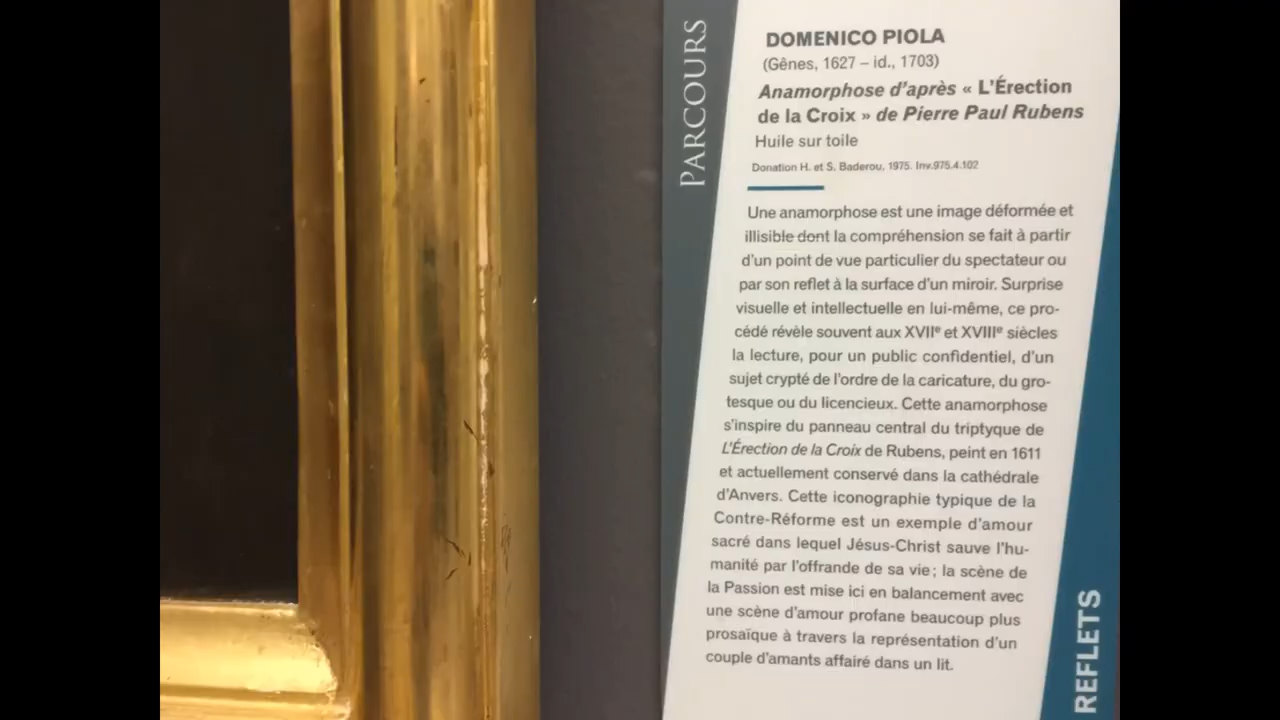 PARCOURS
DOMENICO PIOLA
(Gênes, 1627 – id., 1703)
Anamorphose d'après « L'Érection
de la Croix » de Pierre Paul Rubens
Huile sur toile
Donation H. et S. Baderou, 1975. Inv.975.4.102
Une anamorphose est une image déformée et
illisible dont la compréhension se fait à partir
d'un point de vue particulier du spectateur ou
par son reflet à la surface d'un miroir. Surprise
visuelle et intellectuelle en lui-même, ce pro-
cédé révèle souvent aux XVIIe et XVIIIe siècles
la lecture, pour un public confidentiel, d'un
sujet crypté de l'ordre de la caricature, du gro-
tesque ou du licencieux. Cette anamorphose
s'inspire du panneau central du triptyque de
L'Érection de la Croix de Rubens, peint en 1611
et actuellement conservé dans la cathédrale
d'Anvers. Cette iconographie typique de la
Contre-Réforme est un exemple d'amour
sacré dans lequel Jésus-Christ sauve l'hu-
manité par l'offrande de sa vie ; la scène de
la Passion est mise ici en balancement avec
une scène d'amour profane beaucoup plus
prosaïque à travers la représentation d'un
couple d'amants affairé dans un lit.
REFLETS